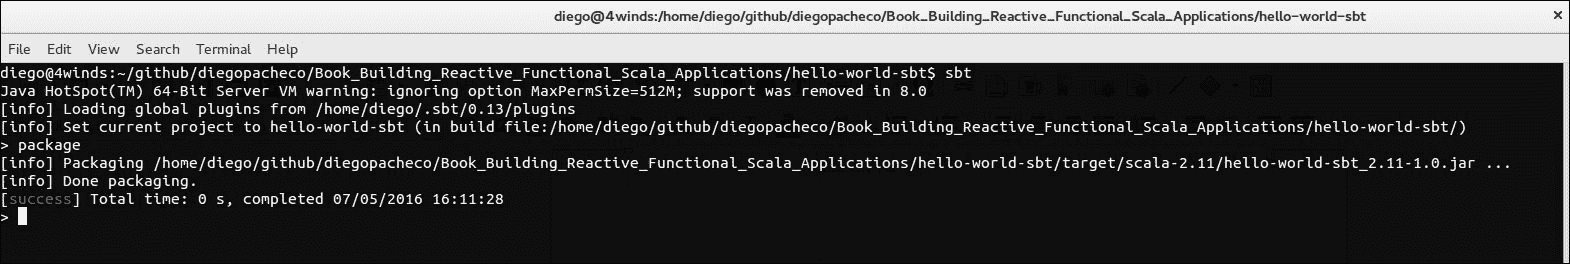 diego@4winds:/home/diego/github/diegopacheco/Book_Building_Reactive_Functional_Scala_Applications/hello-world-sbt ×
File Edit View Search Terminal Help
diego@4winds:~/github/diegopacheco/Book_Building_Reactive_Functional_Scala_Applications/hello-world-sbt$ sbt
Java HotSpot(TM) 64-Bit Server VM warning: ignoring option MaxPermSize=512M; support was removed in 8.0
[info] Loading global plugins from /home/diego/.sbt/0.13/plugins
[info] Set current project to hello-world-sbt (in build file:/home/diego/github/diegopacheco/Book_Building_Reactive_Functional_Scala_Applications/hello-world-sbt/)
> package
[info] Packaging /home/diego/github/diegopacheco/Book_Building_Reactive_Functional_Scala_Applications/hello-world-sbt/target/scala-2.11/hello-world-sbt_2.11-1.0.jar ...
[info] Done packaging.
[success] Total time: 0 s, completed 07/05/2016 16:11:28
>